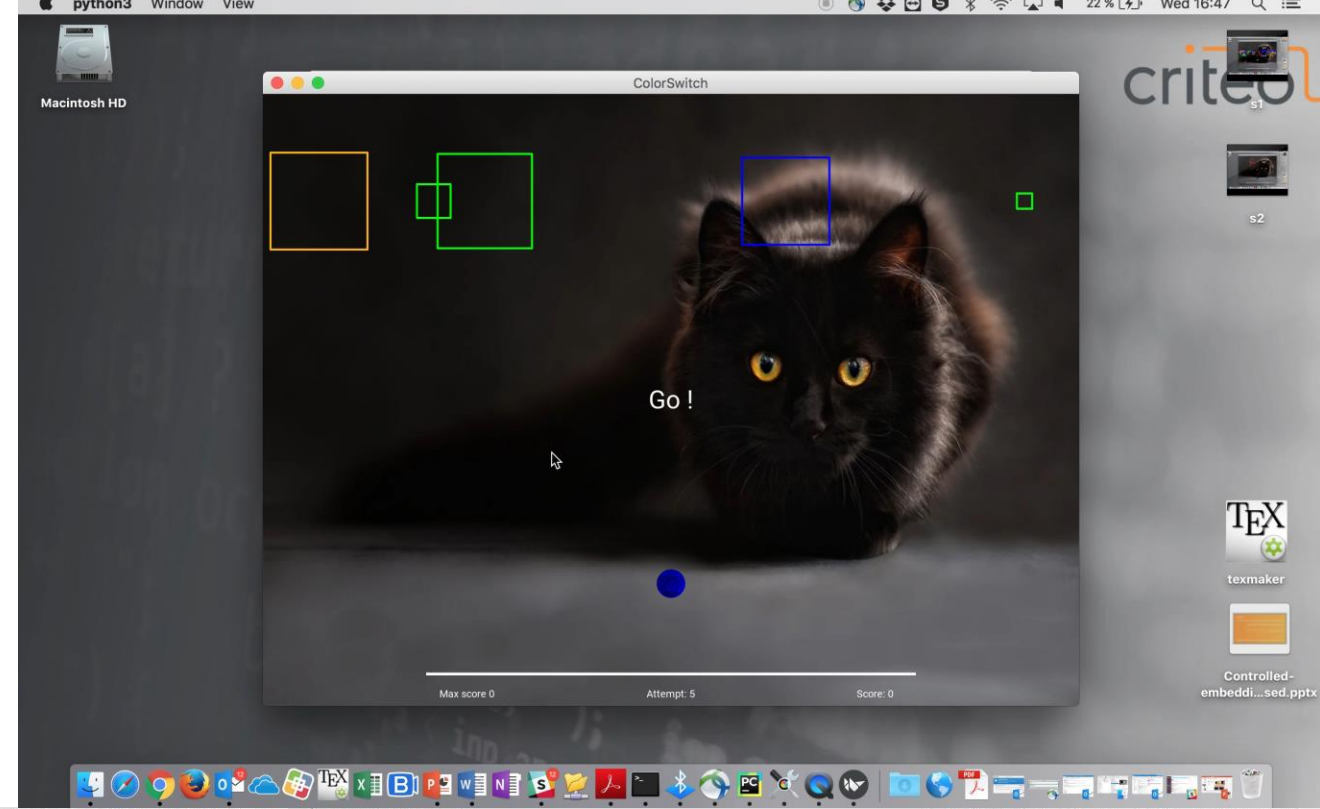 python3 Window View 22 % Wed 16:47
Macintosh HD
criteo
s1
ColorSwitch
s2
Go !
TEX
texmaker
Controlled-
embeddi...sed.pptx
Max score 0 Attempt: 5 Score: 0